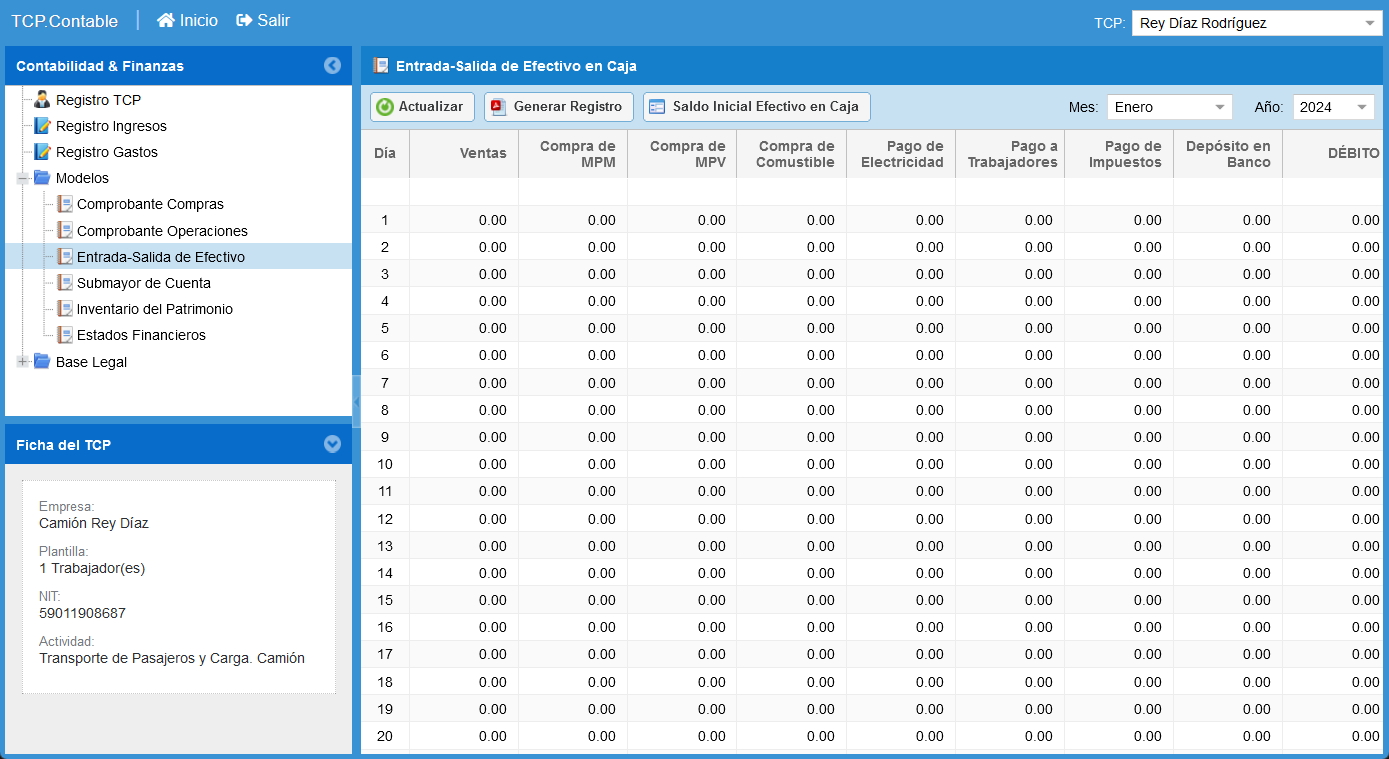 TCP.Contable Inicio Salir TCP: Rey Díaz Rodríguez
Contabilidad & Finanzas
Registro TCP
Registro Ingresos
Registro Gastos
Modelos
Comprobante Compras
Comprobante Operaciones
Entrada-Salida de Efectivo
Submayor de Cuenta
Inventario del Patrimonio
Estados Financieros
Base Legal
Ficha del TCP
Empresa:
Camión Rey Díaz
Plantilla:
1 Trabajador(es)
NIT:
59011908687
Actividad:
Transporte de Pasajeros y Carga. Camión
Entrada-Salida de Efectivo en Caja
Actualizar Generar Registro Saldo Inicial Efectivo en Caja Mes: Enero Año: 2024
Día Ventas Compra de MPM Compra de MPV Compra de Comustible Pago de Electricidad Pago a Trabajadores Pago de Impuestos Depósito en Banco DÉBITO
1 0.00 0.00 0.00 0.00 0.00 0.00 0.00 0.00 0.00
2 0.00 0.00 0.00 0.00 0.00 0.00 0.00 0.00 0.00
3 0.00 0.00 0.00 0.00 0.00 0.00 0.00 0.00 0.00
4 0.00 0.00 0.00 0.00 0.00 0.00 0.00 0.00 0.00
5 0.00 0.00 0.00 0.00 0.00 0.00 0.00 0.00 0.00
6 0.00 0.00 0.00 0.00 0.00 0.00 0.00 0.00 0.00
7 0.00 0.00 0.00 0.00 0.00 0.00 0.00 0.00 0.00
8 0.00 0.00 0.00 0.00 0.00 0.00 0.00 0.00 0.00
9 0.00 0.00 0.00 0.00 0.00 0.00 0.00 0.00 0.00
10 0.00 0.00 0.00 0.00 0.00 0.00 0.00 0.00 0.00
11 0.00 0.00 0.00 0.00 0.00 0.00 0.00 0.00 0.00
12 0.00 0.00 0.00 0.00 0.00 0.00 0.00 0.00 0.00
13 0.00 0.00 0.00 0.00 0.00 0.00 0.00 0.00 0.00
14 0.00 0.00 0.00 0.00 0.00 0.00 0.00 0.00 0.00
15 0.00 0.00 0.00 0.00 0.00 0.00 0.00 0.00 0.00
16 0.00 0.00 0.00 0.00 0.00 0.00 0.00 0.00 0.00
17 0.00 0.00 0.00 0.00 0.00 0.00 0.00 0.00 0.00
18 0.00 0.00 0.00 0.00 0.00 0.00 0.00 0.00 0.00
19 0.00 0.00 0.00 0.00 0.00 0.00 0.00 0.00 0.00
20 0.00 0.00 0.00 0.00 0.00 0.00 0.00 0.00 0.00